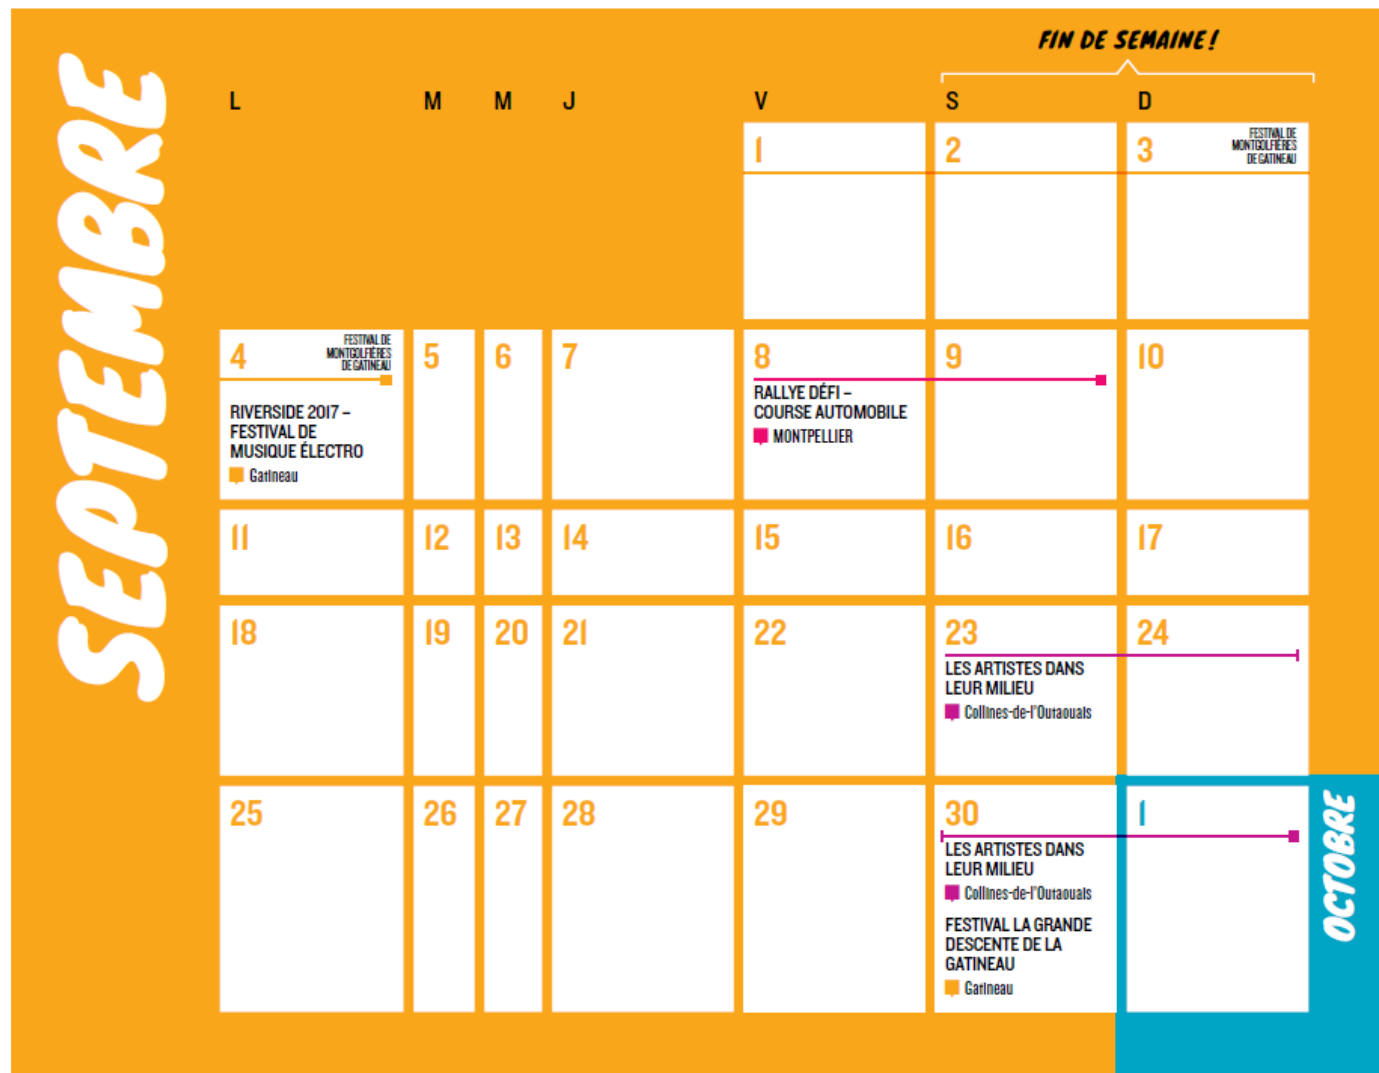 SEPTEMBRE
FIN DE SEMAINE!
L M M J V S D
1 2 3
FESTIVAL DE
MONTGOLFIÈRES
DE GATINEAU
4
FESTIVAL DE
MONTGOLFIÈRES
DE GATINEAU
RIVERSIDE 2017 –
FESTIVAL DE
MUSIQUE ÉLECTRO
Gatineau
5 6 7 8
RALLYE DÉFI –
COURSE AUTOMOBILE
MONTPELLIER
9 10
11 12 13 14 15 16 17
18 19 20 21 22 23
LES ARTISTES DANS
LEUR MILIEU
Collines-de-l'Outaouais
24
25 26 27 28 29 30
LES ARTISTES DANS
LEUR MILIEU
Collines-de-l'Outaouais
FESTIVAL LA GRANDE
DESCENTE DE LA
GATINEAU
Gatineau
1
OCTOBRE